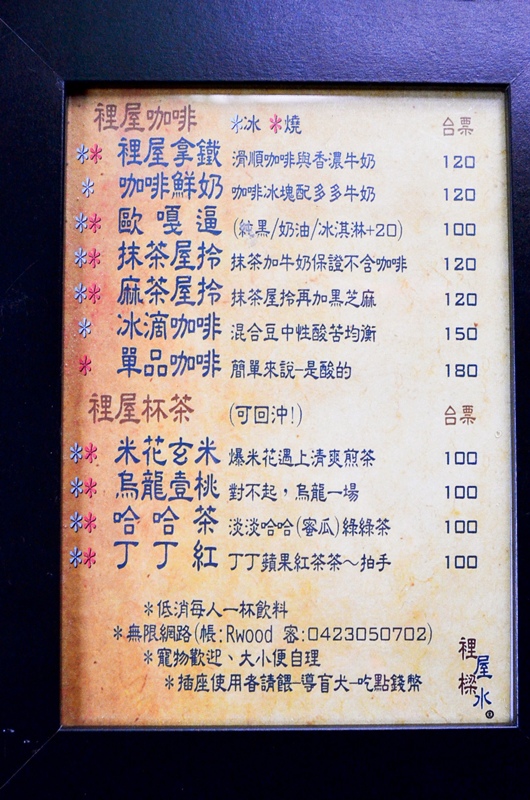 裡屋咖啡 *冰 *燒 台票
** 裡屋拿鐵 滑順咖啡與香濃牛奶 120
* 咖啡鮮奶 咖啡冰塊配多多牛奶 120
** 歐嘎逼 (純黑/奶油/冰淇淋+20) 100
** 抹茶屋拎 抹茶加牛奶保證不含咖啡 120
** 麻茶屋拎 抹茶屋拎再加黑芝麻 120
* 冰滴咖啡 混合豆中性酸苦均衡 150
* 單品咖啡 簡單來說-是酸的 180
裡屋杯茶 (可回沖!) 台票
** 米花玄米 爆米花遇上清爽煎茶 100
** 烏龍壹桃 對不起，烏龍一場 100
** 哈哈茶 淡淡哈哈(蜜瓜)綠綠茶 100
** 丁丁紅 丁丁蘋果紅茶茶～拍手 100
*低消每人一杯飲料
*無限網路(帳:Rwood 密:0423050702)
*寵物歡迎、大小便自理
*插座使用者請餵-導盲犬-吃點錢幣
裡屋樑水